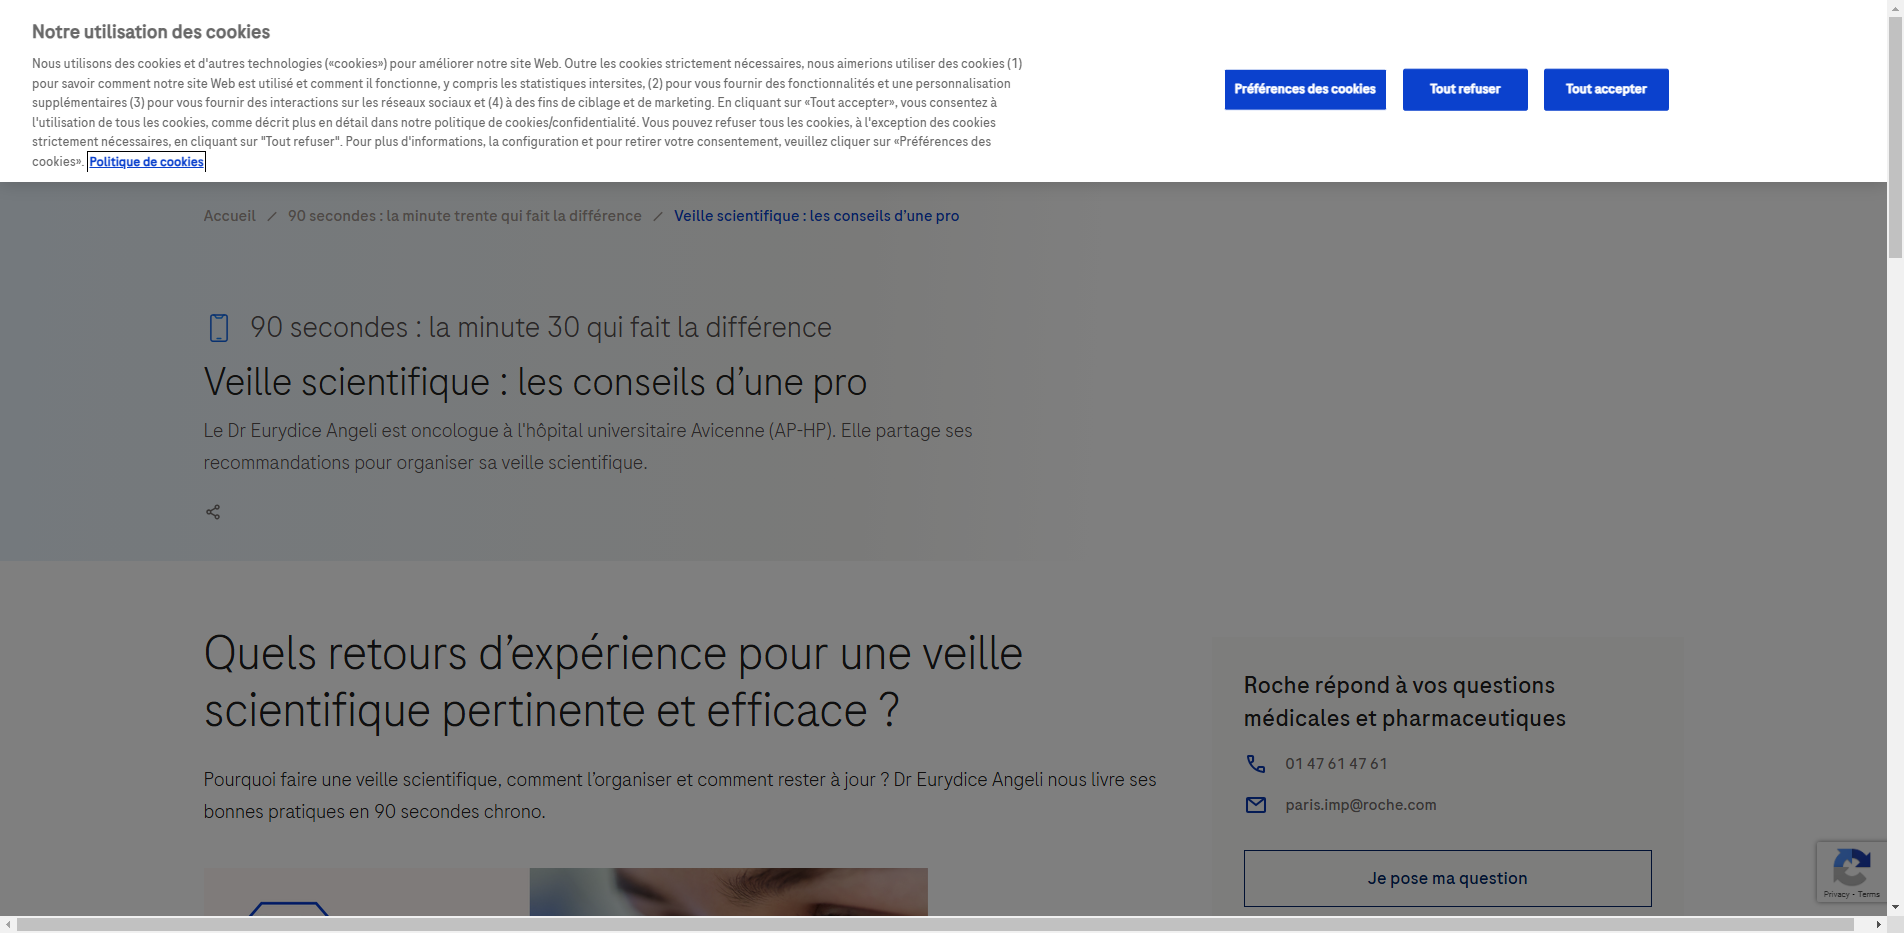 Notre utilisation des cookies
Nous utilisons des cookies et d'autres technologies («cookies») pour améliorer notre site Web. Outre les cookies strictement nécessaires, nous aimerions utiliser des cookies (1)
pour savoir comment notre site Web est utilisé et comment il fonctionne, y compris les statistiques intersites, (2) pour vous fournir des fonctionnalités et une personnalisation
supplémentaires (3) pour vous fournir des interactions sur les réseaux sociaux et (4) à des fins de ciblage et de marketing. En cliquant sur «Tout accepter», vous consentez à
l'utilisation de tous les cookies, comme décrit plus en détail dans notre politique de cookies/confidentialité. Vous pouvez refuser tous les cookies, à l'exception des cookies
strictement nécessaires, en cliquant sur "Tout refuser". Pour plus d'informations, la configuration et pour retirer votre consentement, veuillez cliquer sur «Préférences des
cookies». Politique de cookies
Préférences des cookies
Tout refuser
Tout accepter
Accueil / 90 secondes : la minute trente qui fait la différence / Veille scientifique : les conseils d’une pro
90 secondes : la minute 30 qui fait la différence
Veille scientifique : les conseils d’une pro
Le Dr Eurydice Angeli est oncologue à l'hôpital universitaire Avicenne (AP-HP). Elle partage ses
recommandations pour organiser sa veille scientifique.
Quels retours d’expérience pour une veille
scientifique pertinente et efficace ?
Pourquoi faire une veille scientifique, comment l’organiser et comment rester à jour ? Dr Eurydice Angeli nous livre ses
bonnes pratiques en 90 secondes chrono.
Roche répond à vos questions
médicales et pharmaceutiques
01 47 61 47 61
paris.imp@roche.com
Je pose ma question
Privacy - Terms